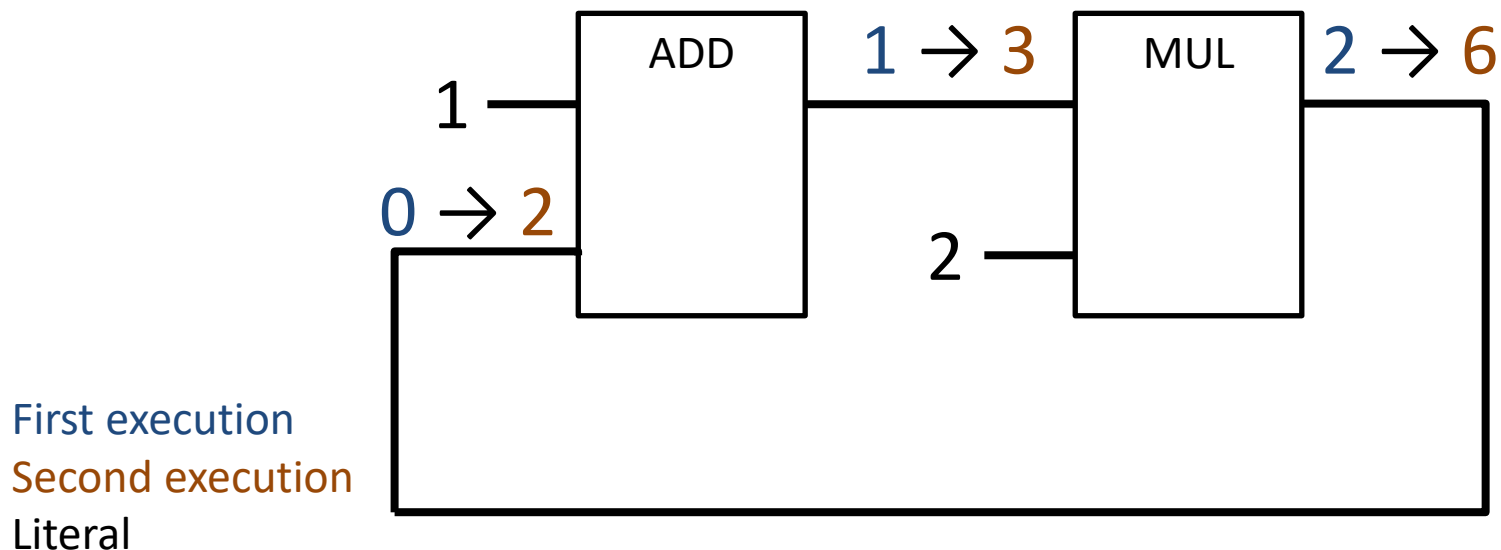 ADD
1 → 3
MUL
2 → 6
1
0 → 2
2
First execution
Second execution
Literal